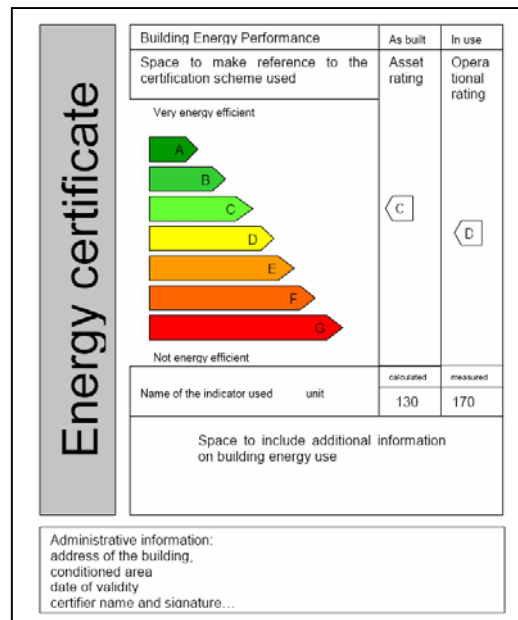 Energy certificate
Building Energy Performance
As built
In use
Space to make reference to the
certification scheme used
Asset
rating
Opera
tional
rating
Very energy efficient
A
B
C
D
E
F
G
C
D
Not energy efficient
Name of the indicator used unit
calculated
measured
130
170
Space to include additional information
on building energy use
Administrative information:
address of the building,
conditioned area
date of validity
certifier name and signature...